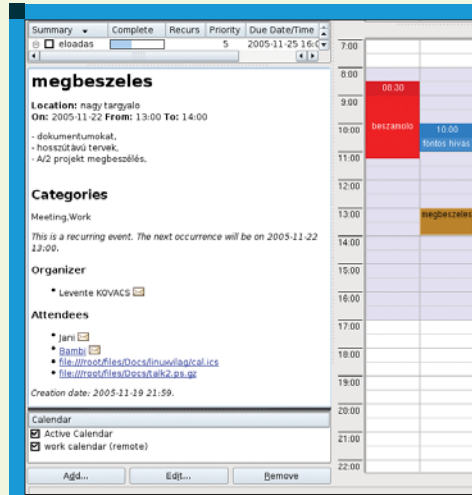 Summary Complete Recurs Priority Due Date/Time
eloadas 5 2005-11-25 16:
megbeszeles
Location: nagy targyalo
On: 2005-11-22 From: 13:00 To: 14:00
- dokumentumokat,
- hosszútávú tervek,
- A/2 projekt megbeszélés,
Categories
Meeting,Work
This is a recurring event. The next occurrence will be on 2005-11-22
13:00.
Organizer
• Levente KOVACS
Attendees
• Jani
• Bambi
• file:///root/files/Docs/linuxvilag/cal.ics
• file:///root/files/Docs/talk2.ps.gz
Creation date: 2005-11-19 21:59.
Calendar
Active Calendar
work calendar (remote)
Add... Edit... Remove
7:00
8:00
9:00
10:00
11:00
12:00
13:00
14:00
15:00
16:00
17:00
18:00
19:00
20:00
21:00
22:00
08:30
beszamolo
10:00
fontos hivas
megbeszeles